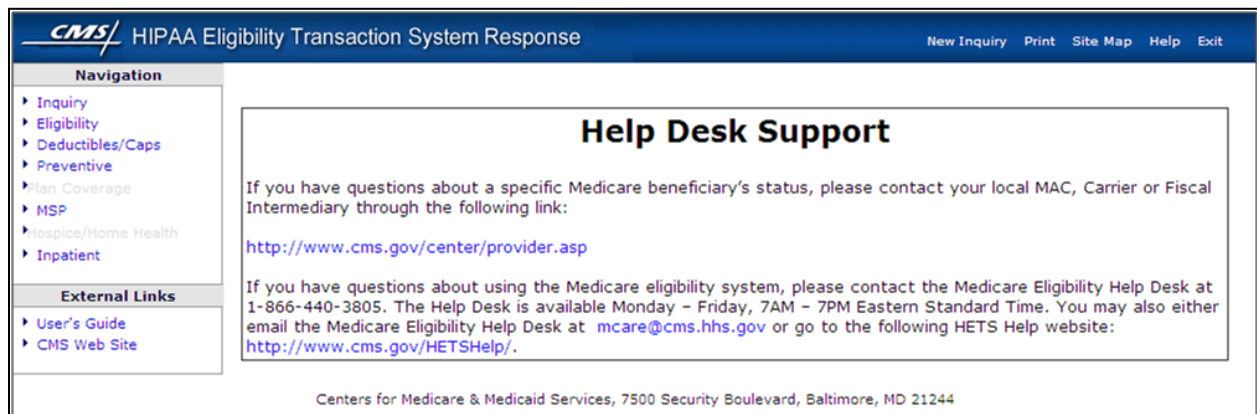 CMS/ HIPAA Eligibility Transaction System Response
New Inquiry Print Site Map Help Exit
Navigation
Inquiry
Eligibility
Deductibles/Caps
Preventive
Plan Coverage
MSP
Hospice/Home Health
Inpatient
External Links
User's Guide
CMS Web Site
Help Desk Support
If you have questions about a specific Medicare beneficiary's status, please contact your local MAC, Carrier or Fiscal
Intermediary through the following link:
http://www.cms.gov/center/provider.asp
If you have questions about using the Medicare eligibility system, please contact the Medicare Eligibility Help Desk at
1-866-440-3805. The Help Desk is available Monday – Friday, 7AM – 7PM Eastern Standard Time. You may also either
email the Medicare Eligibility Help Desk at mcare@cms.hhs.gov or go to the following HETS Help website:
http://www.cms.gov/HETSHelp/.
Centers for Medicare & Medicaid Services, 7500 Security Boulevard, Baltimore, MD 21244